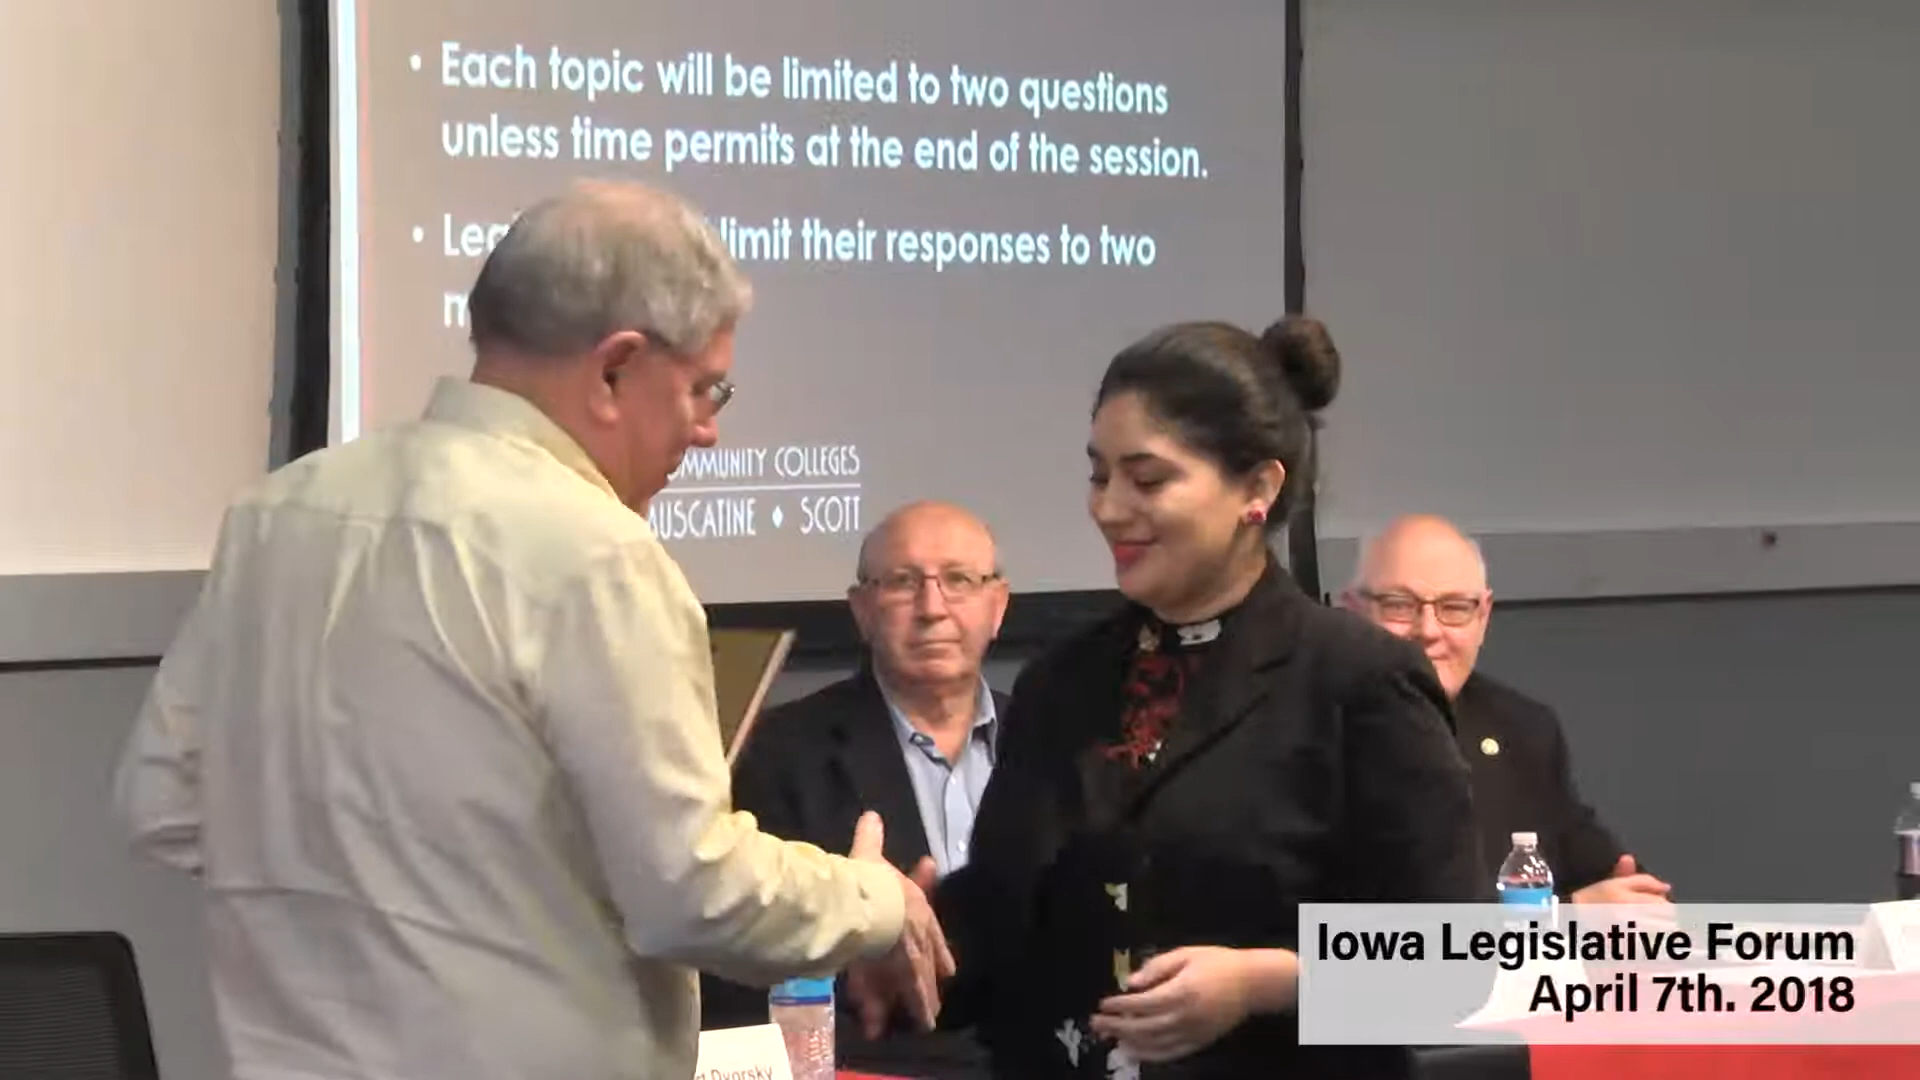 • Each topic will be limited to two questions
unless time permits at the end of the session.
• limit their responses to two
COMMUNITY COLLEGES
MUSCATINE ♦ SCOTT
Dvorsky
Iowa Legislative Forum
April 7th. 2018